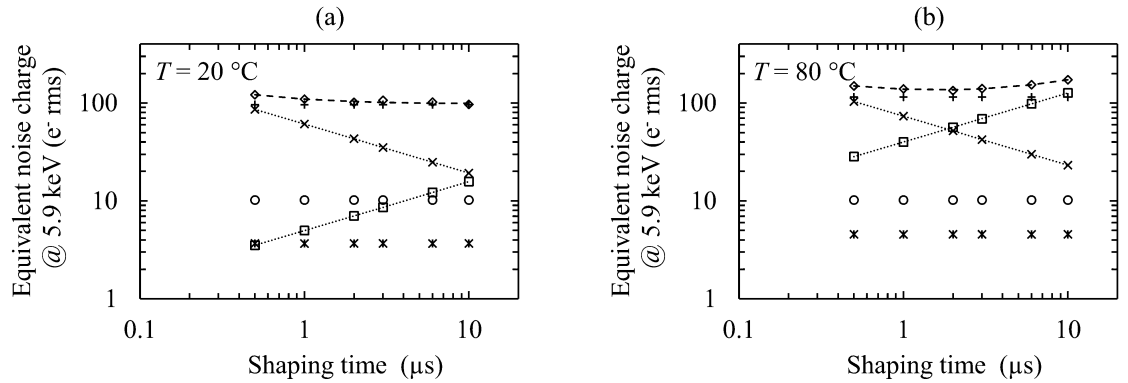 (a)
Equivalent noise charge
@ 5.9 keV (e- rms)
T = 20 °C
100
10
1
0.1
1
10
Shaping time (µs)
(b)
Equivalent noise charge
@ 5.9 keV (e- rms)
T = 80 °C
100
10
1
0.1
1
10
Shaping time (µs)